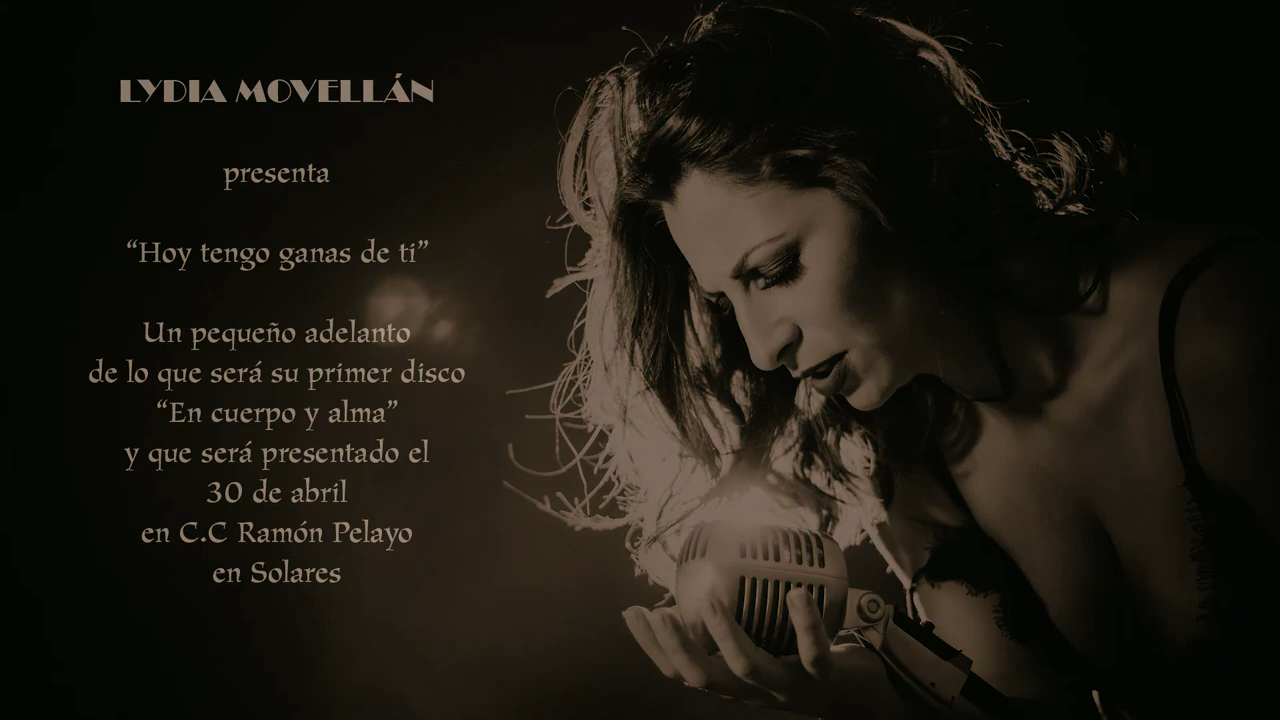 LYDIA MOVELLÁN
presenta
“Hoy tengo ganas de ti”
Un pequeño adelanto
de lo que será su primer disco
“En cuerpo y alma”
y que será presentado el
30 de abril
en C.C Ramón Pelayo
en Solares